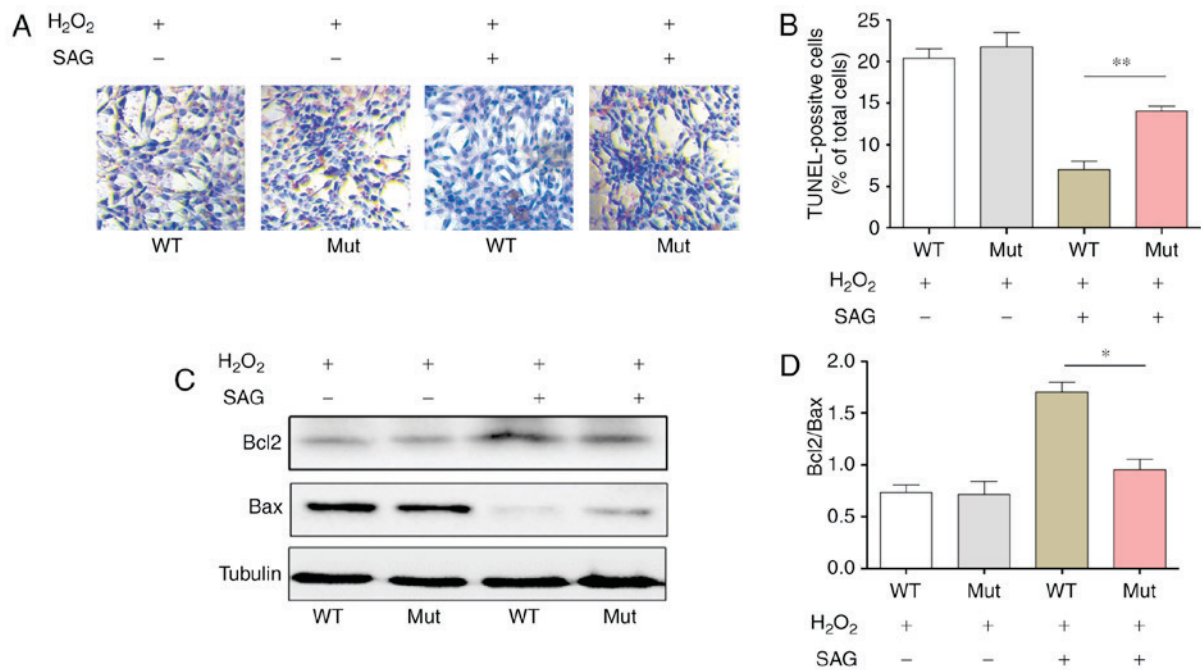 A
H₂O₂ + + + +
SAG − − + +
WT Mut WT Mut
B
TUNEL-possitive cells
(% of total cells)
25
20
15
10
5
0
**
WT Mut WT Mut
H₂O₂ + + + +
SAG − − + +
C
H₂O₂ + + + +
SAG − − + +
Bcl2
Bax
Tubulin
WT Mut WT Mut
D
Bcl2/Bax
2.0
1.5
1.0
0.5
0.0
*
WT Mut WT Mut
H₂O₂ + + + +
SAG − − + +